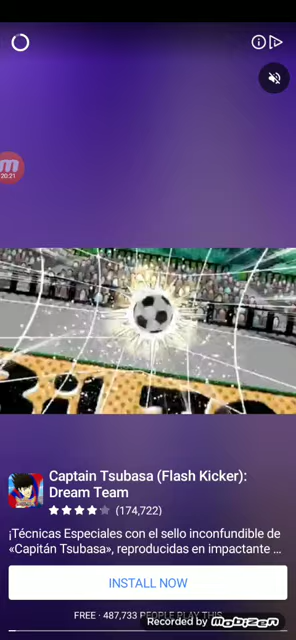 m
20:21
Captain Tsubasa (Flash Kicker):
Dream Team
(174,722)
¡Técnicas Especiales con el sello inconfundible de
«Capitán Tsubasa», reproducidas en impactante ...
INSTALL NOW
FREE · 487,733 PEOPLE PLAY THIS
Recorded by mobizen